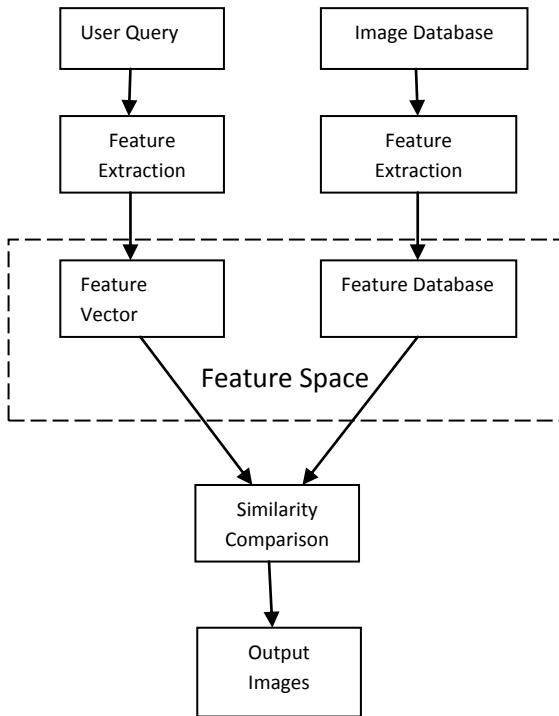 User Query
Image Database
Feature
Extraction
Feature
Extraction
Feature
Vector
Feature Database
Feature Space
Similarity
Comparison
Output
Images